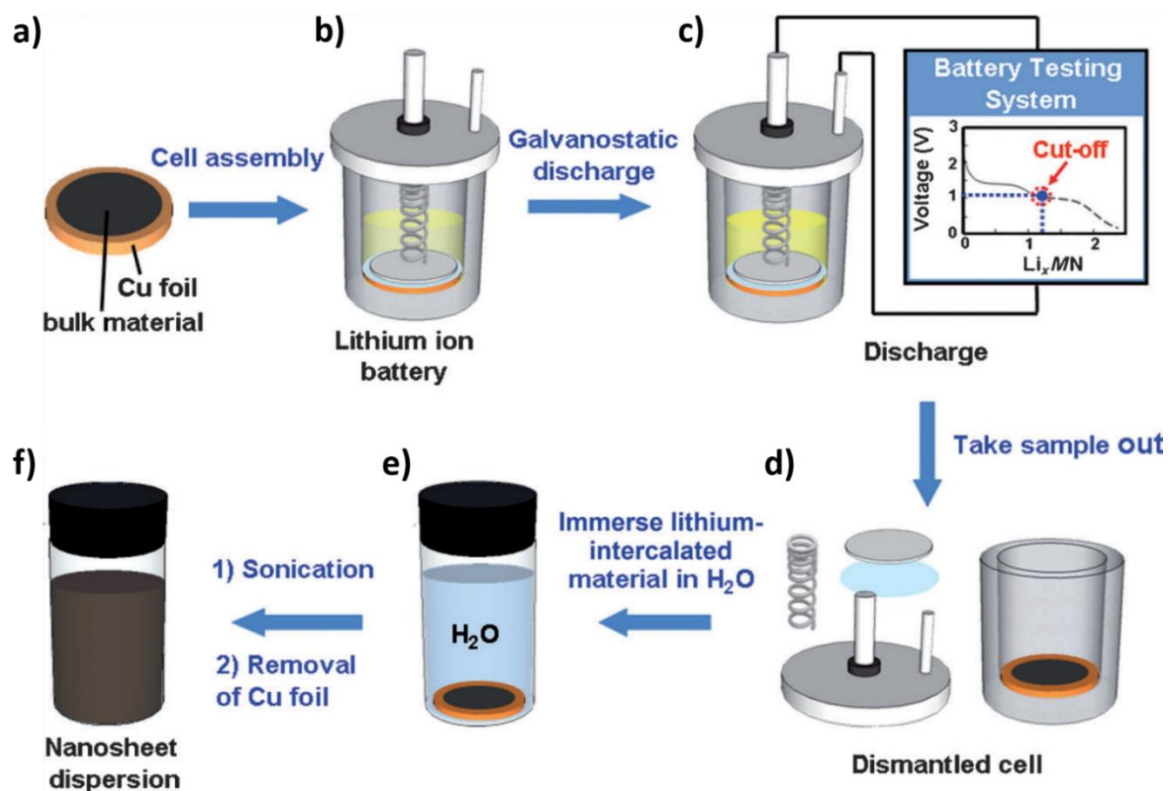 a)
b)
c)
Cell assembly
Galvanostatic
discharge
Battery Testing
System
Voltage (V)
3
2
1
0
Cut-off
0
1
2
LixMN
Cu foil
bulk material
Lithium ion
battery
Discharge
Take sample out
f)
e)
d)
1) Sonication
2) Removal
of Cu foil
H2O
Immerse lithium-
intercalated
material in H2O
Nanosheet
dispersion
Dismantled cell